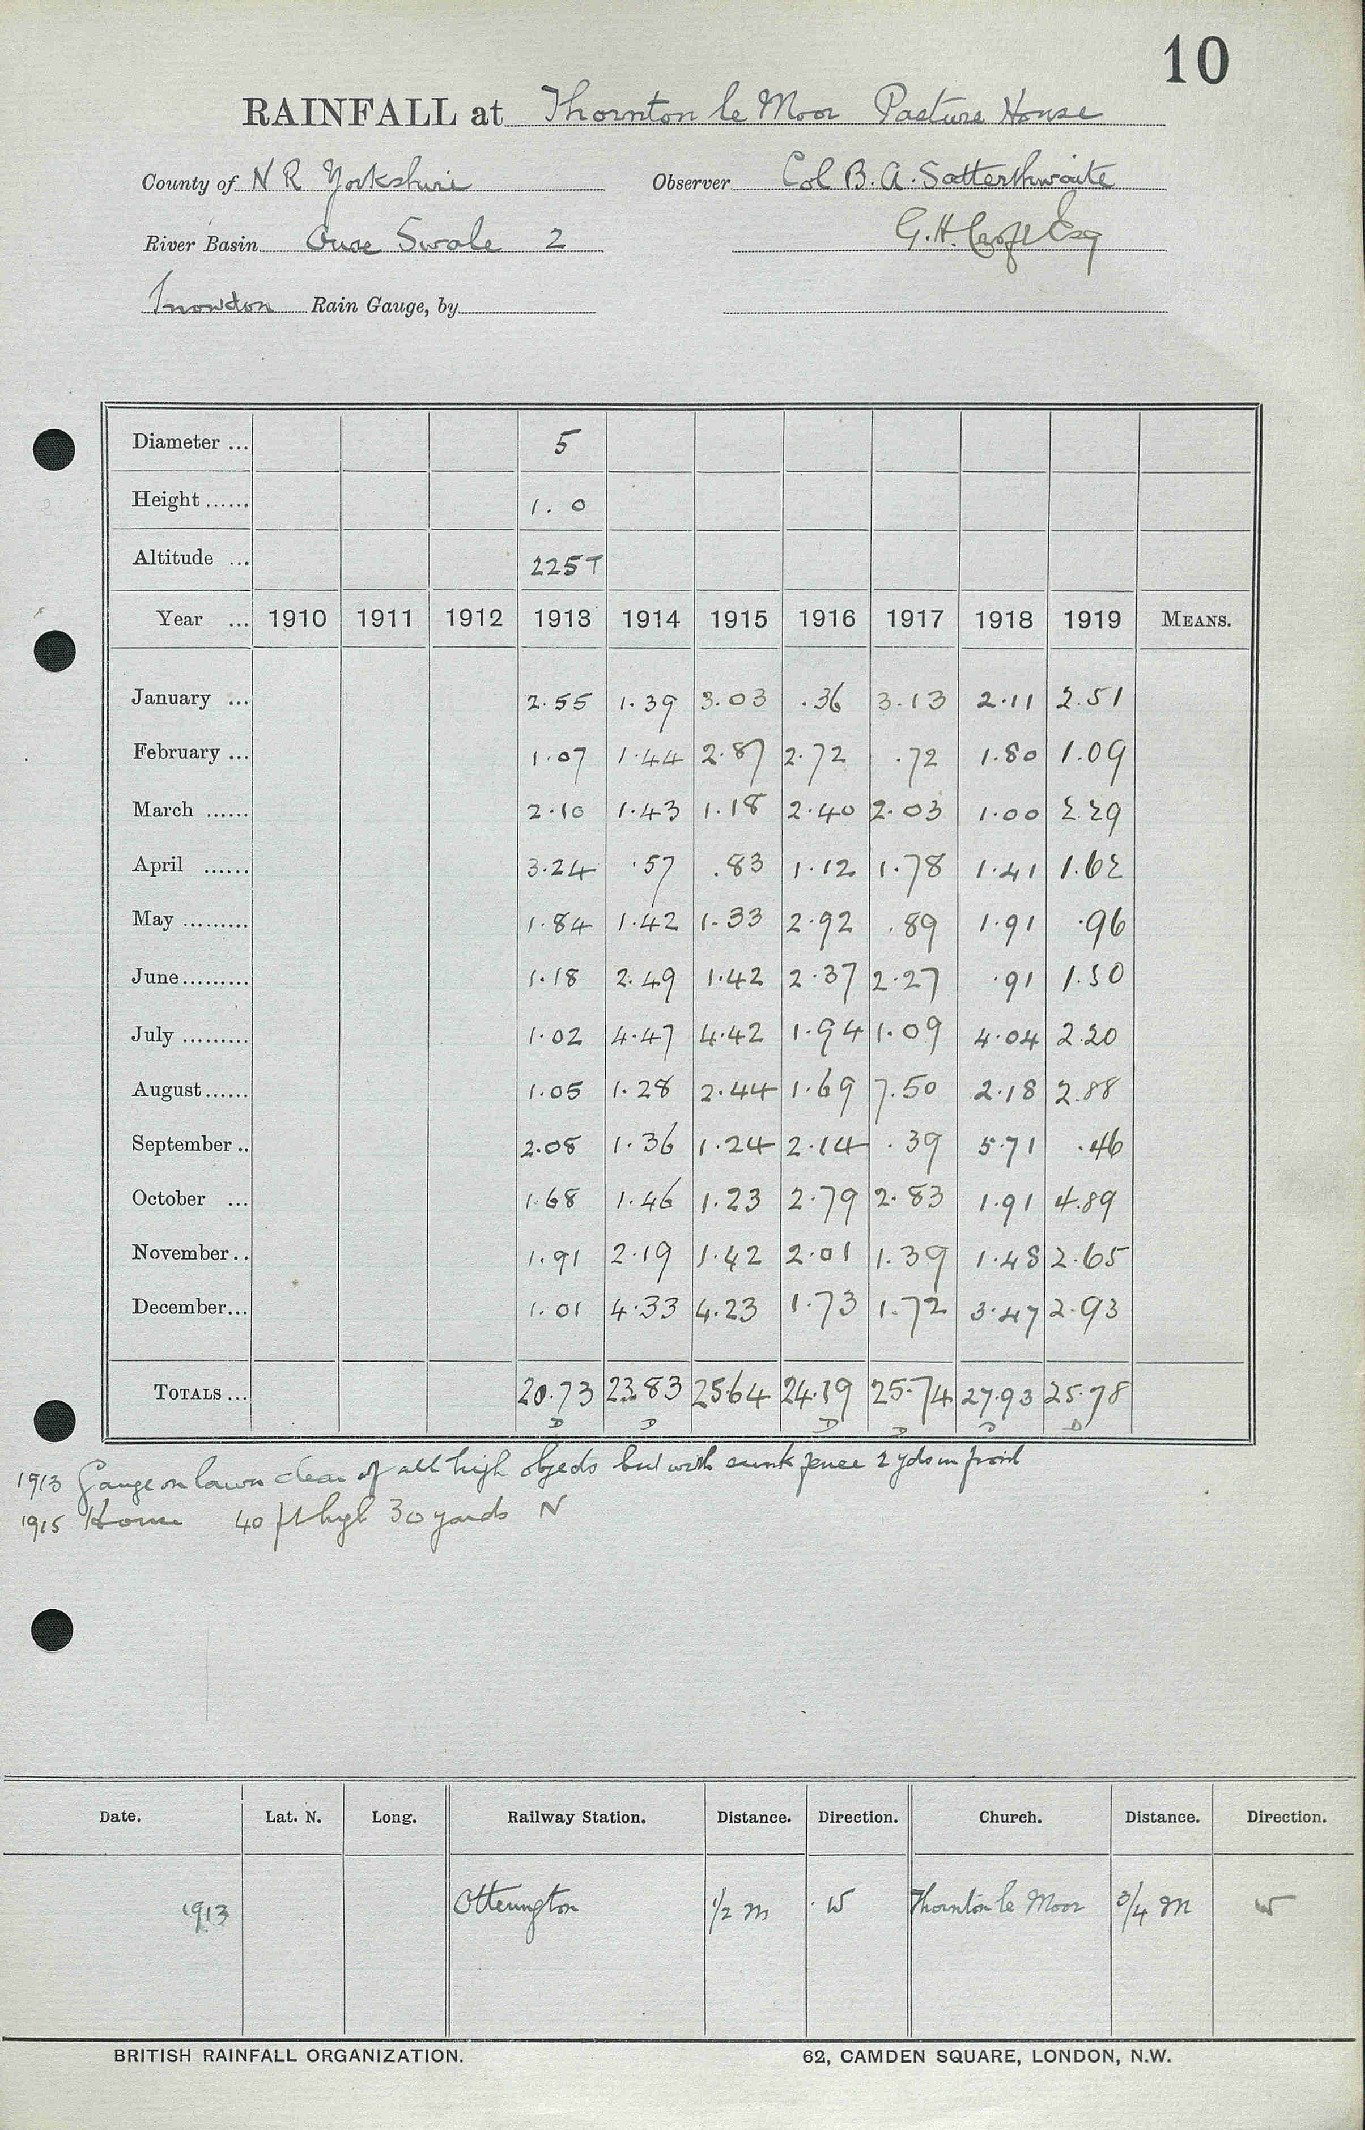 10
RAINFALL at Thornton le Moor Pasture House
County of N R Yorkshire Observer Col B. A. Satterthwaite
River Basin Ouse Swale 2 G. H. Esq
Snowdon Rain Gauge, by
Diameter ... 5
Height ...... 1. 0
Altitude ... 225 T
Year ... 1910 1911 1912 1913 1914 1915 1916 1917 1918 1919 MEANS.
January ... 2.55 1.39 3.03 .36 3.13 2.11 2.51
February ... 1.07 1.44 2.87 2.72 .72 1.80 1.09
March ...... 2.10 1.43 1.18 2.40 2.03 1.00 2.29
April ...... 3.24 .57 .83 1.12 1.78 1.41 1.62
May ......... 1.84 1.42 1.33 2.92 .89 1.91 .96
June......... 1.18 2.49 1.42 2.37 2.27 .91 1.30
July ......... 1.02 4.47 4.42 1.94 1.09 4.04 2.20
August...... 1.05 1.28 2.44 1.69 7.50 2.18 2.88
September .. 2.08 1.36 1.24 2.14 .39 5.71 .46
October ... 1.68 1.46 1.23 2.79 2.83 1.91 4.89
November .. 1.91 2.19 1.42 2.01 1.39 1.48 2.65
December... 1.01 4.33 4.23 1.73 1.72 3.47 2.93
TOTALS ... 20.73 23.83 25.64 24.19 25.74 27.93 25.78
D D D D D D
1913 Gauge on lawn clear of all high objects but with sunk fence 2 yds in front
1915 House 40 ft high 30 yards N
Date. Lat. N. Long. Railway Station. Distance. Direction. Church. Distance. Direction.
1913 Otterington 1/2 m W Thornton le Moor 3/4 m W
BRITISH RAINFALL ORGANIZATION. 62, CAMDEN SQUARE, LONDON, N.W.